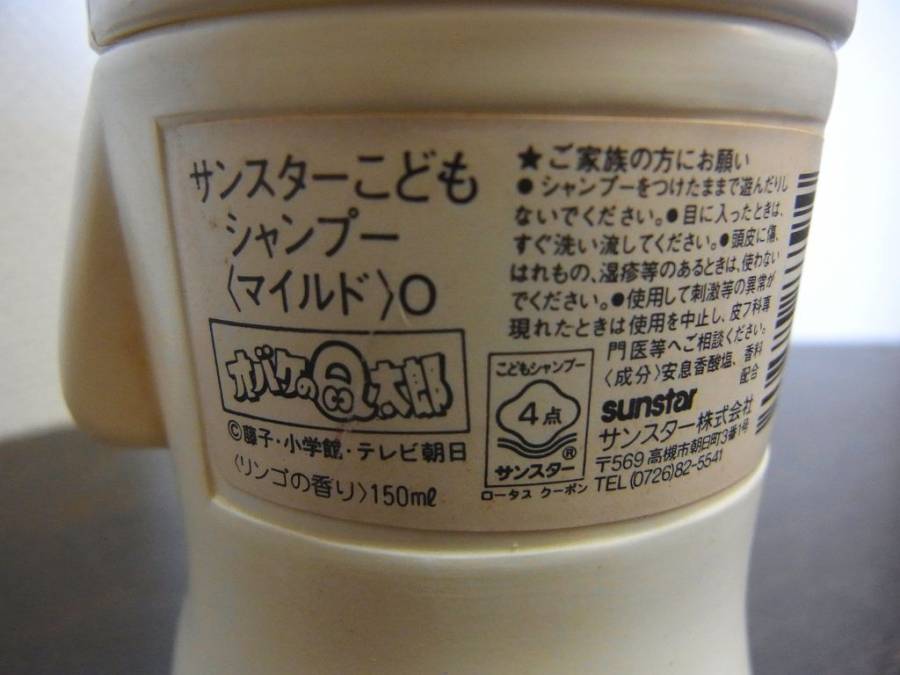 サンスターこども
シャンプー
〈マイルド〉O
オバケのQ太郎
©藤子・小学館・テレビ朝日
〈リンゴの香り〉150ml
★ご家族の方にお願い
●シャンプーをつけたままで遊んだりし
ないでください。●目に入ったときは、
すぐ洗い流してください。●頭皮に傷、
はれもの、湿疹等のあるときは、使わない
でください。●使用して刺激等の異常が
現れたときは使用を中止し、皮フ科専
門医等へご相談ください。
〈成分〉安息香酸塩、香料
配合
こどもシャンプー
4点
®
サンスター
ロータス クーポン
sunstar
サンスター株式会社
〒569 高槻市朝日町3番1号
TEL(0726)82-5541